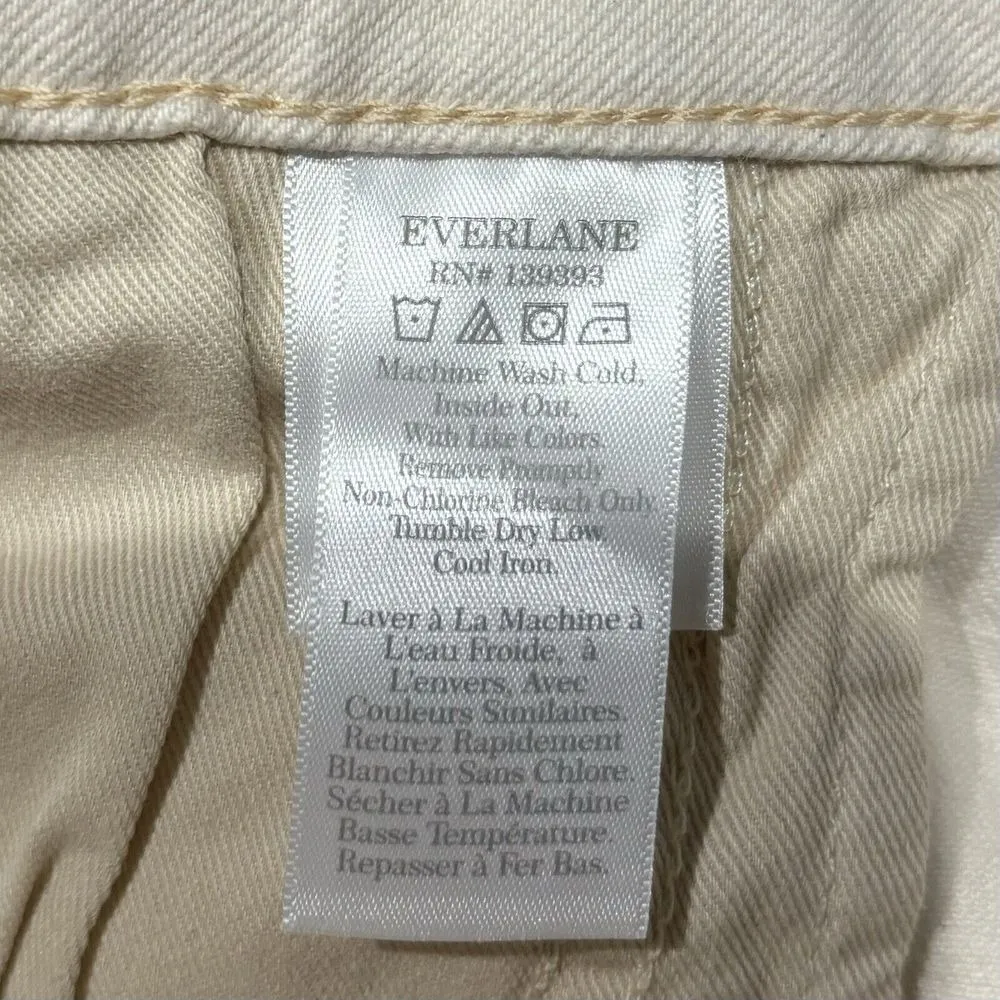 EVERLANE
RN# 139393
Machine Wash Cold,
Inside Out,
With Like Colors.
Remove Promptly
Non-Chlorine Bleach Only
Tumble Dry Low.
Cool Iron.
Laver à La Machine à
L'eau Froide, à
L'envers, Avec
Couleurs Similaires.
Retirez Rapidement
Blanchir Sans Chlore.
Sécher à La Machine
Basse Température.
Repasser à Fer Bas.